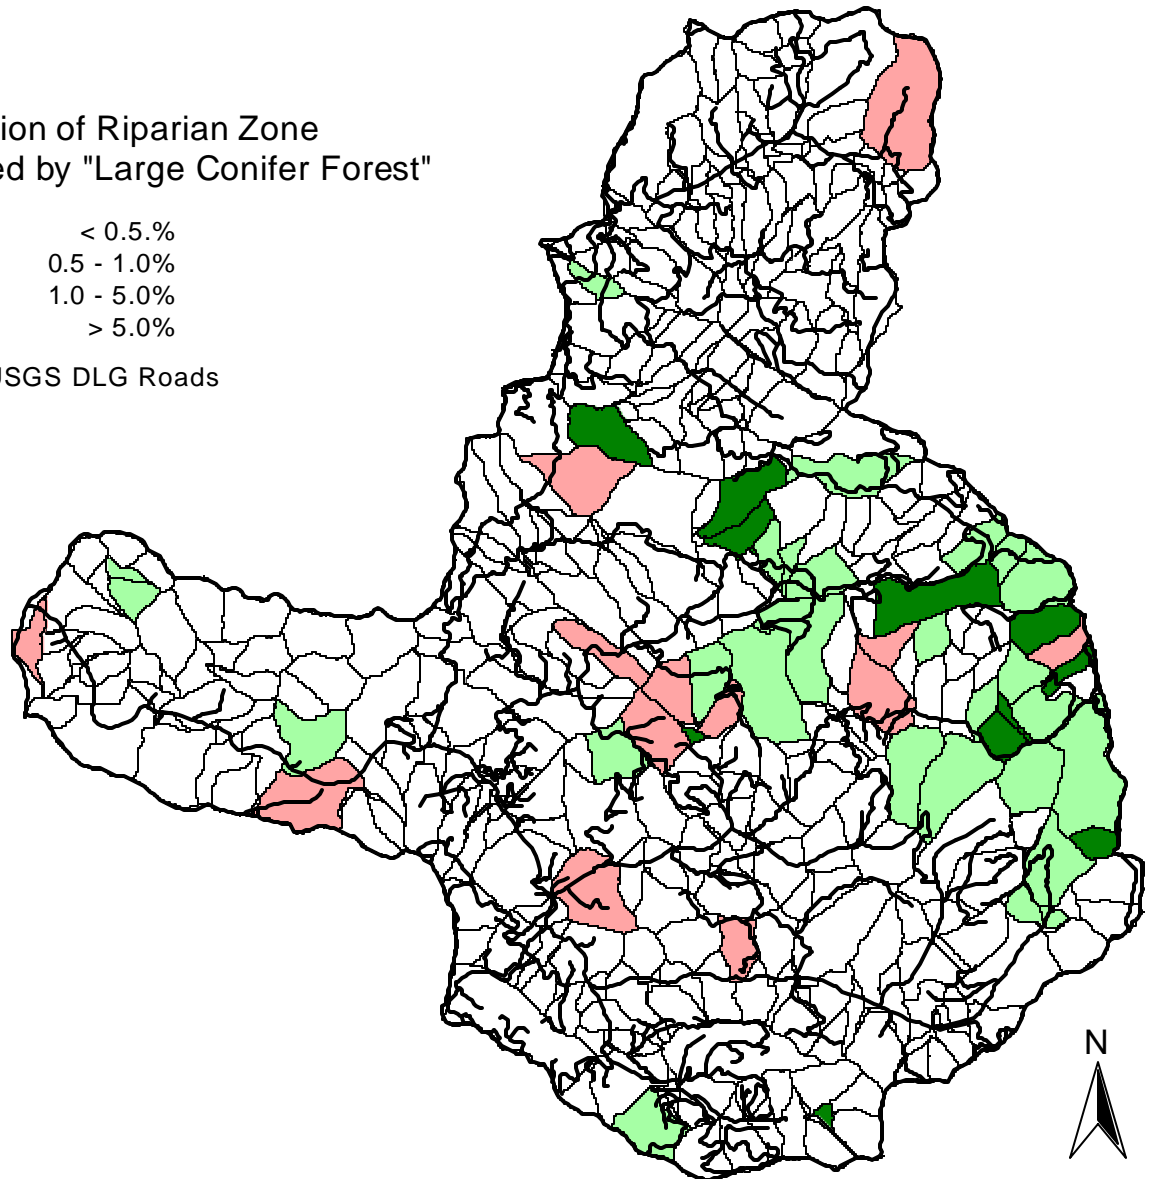 ion of Riparian Zone
ed by "Large Conifer Forest"
< 0.5.%
0.5 - 1.0%
1.0 - 5.0%
> 5.0%
USGS DLG Roads
N